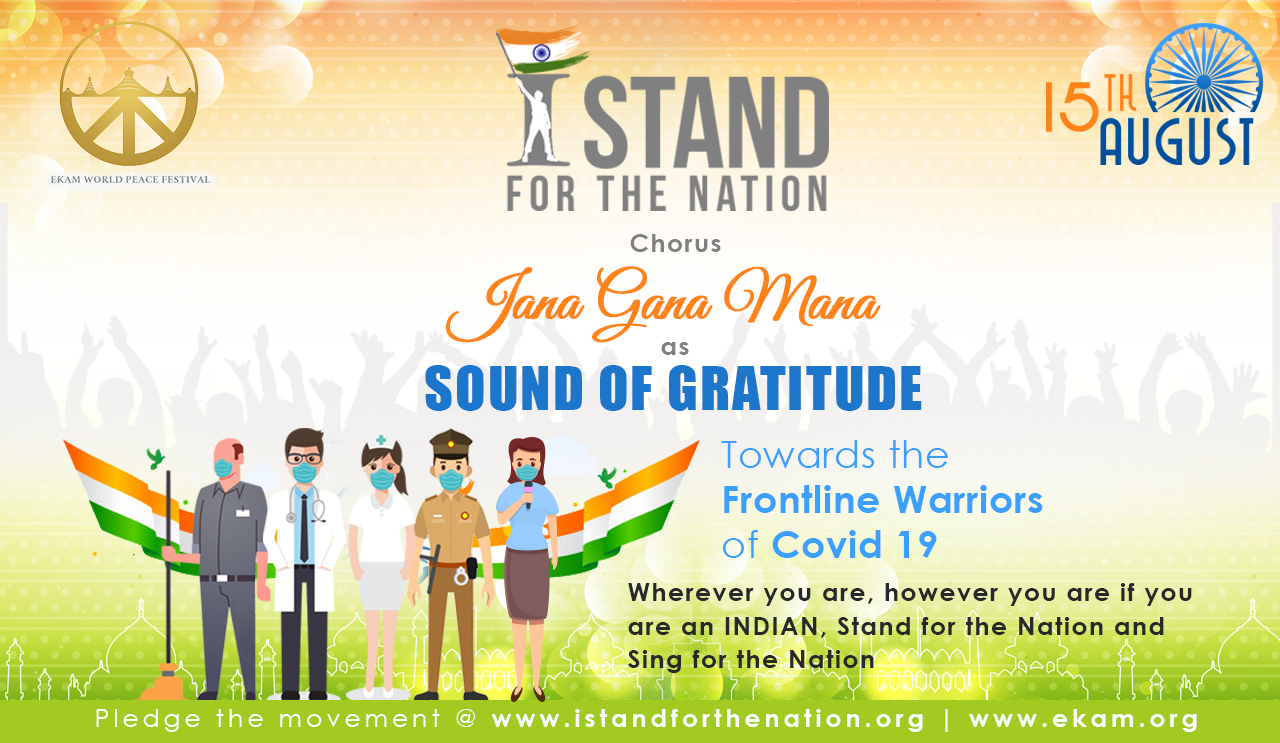 EKAM WORLD PEACE FESTIVAL
I STAND
FOR THE NATION
15TH
AUGUST
Chorus
Jana Gana Mana
as
SOUND OF GRATITUDE
Towards the
Frontline Warriors
of Covid 19
Wherever you are, however you are if you
are an INDIAN, Stand for the Nation and
Sing for the Nation
Pledge the movement @ www.istandforthenation.org | www.ekam.org